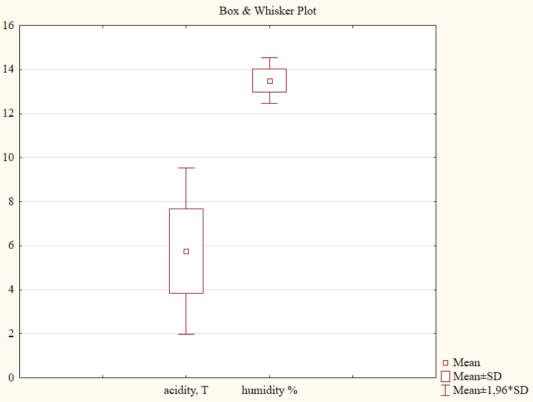 Box & Whisker Plot
16
14
12
10
8
6
4
2
0
acidity, T humidity %
Mean
Mean±SD
Mean±1,96*SD